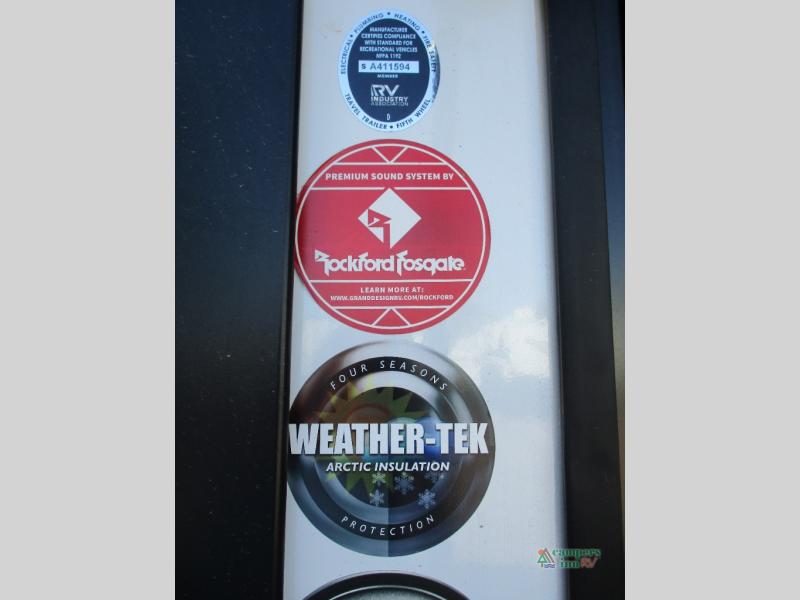 ELECTRICAL • PLUMBING • HEATING • FIRE SAFETY
MANUFACTURER
CERTIFIES COMPLIANCE
WITH STANDARD FOR
RECREATIONAL VEHICLES
NFPA 1192
S A411594
MEMBER
RV
INDUSTRY
ASSOCIATION
D
TRAVEL TRAILER • FIFTH WHEEL
PREMIUM SOUND SYSTEM BY
Rockford Fosgate
LEARN MORE AT:
WWW.GRANDDESIGNRV.COM/ROCKFORD
FOUR SEASONS
WEATHER-TEK
ARCTIC INSULATION
PROTECTION
campers
inn RV